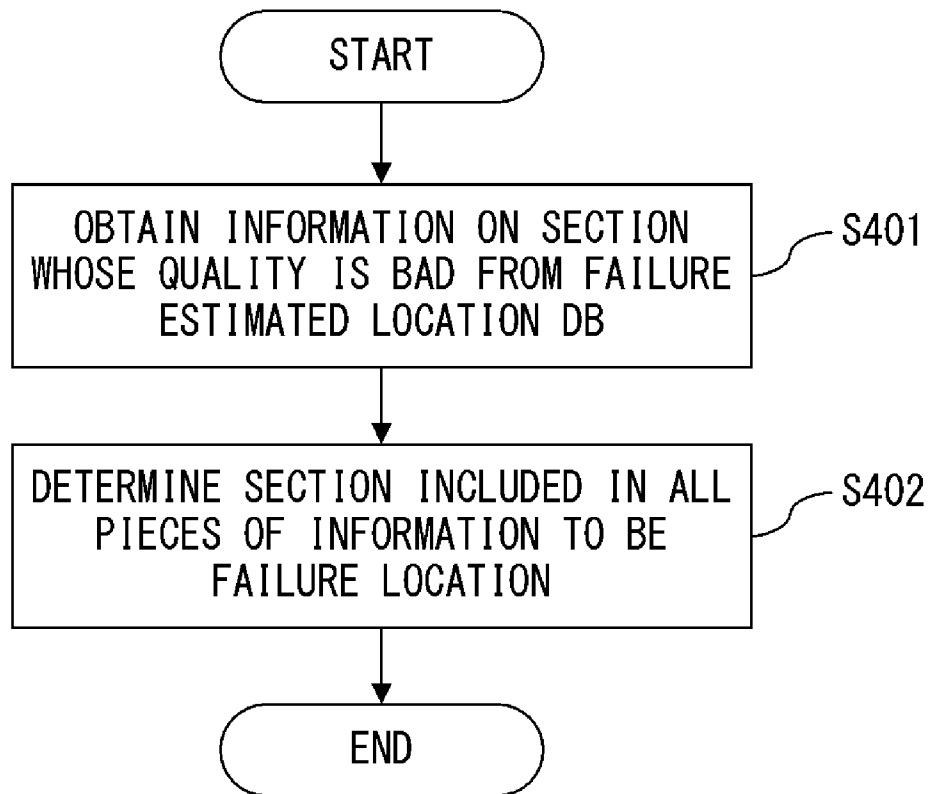 START
OBTAIN INFORMATION ON SECTION
WHOSE QUALITY IS BAD FROM FAILURE
ESTIMATED LOCATION DB
S401
DETERMINE SECTION INCLUDED IN ALL
PIECES OF INFORMATION TO BE
FAILURE LOCATION
S402
END